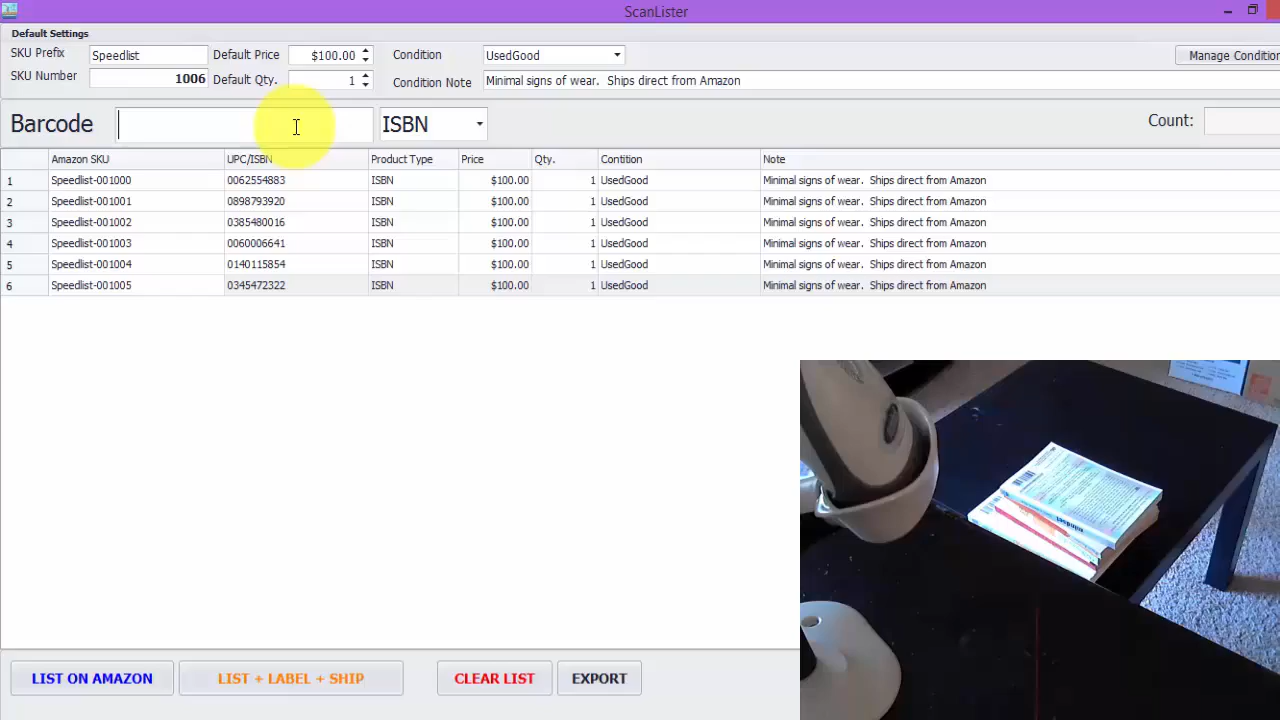 ScanLister
Default Settings
SKU Prefix Speedlist Default Price $100.00 Condition UsedGood Manage Condition
SKU Number 1006 Default Qty. 1 Condition Note Minimal signs of wear. Ships direct from Amazon
Barcode ISBN Count:
Amazon SKU UPC/ISBN Product Type Price Qty. Contition Note
1 Speedlist-001000 0062554883 ISBN $100.00 1 UsedGood Minimal signs of wear. Ships direct from Amazon
2 Speedlist-001001 0898793920 ISBN $100.00 1 UsedGood Minimal signs of wear. Ships direct from Amazon
3 Speedlist-001002 0385480016 ISBN $100.00 1 UsedGood Minimal signs of wear. Ships direct from Amazon
4 Speedlist-001003 0060006641 ISBN $100.00 1 UsedGood Minimal signs of wear. Ships direct from Amazon
5 Speedlist-001004 0140115854 ISBN $100.00 1 UsedGood Minimal signs of wear. Ships direct from Amazon
6 Speedlist-001005 0345472322 ISBN $100.00 1 UsedGood Minimal signs of wear. Ships direct from Amazon
LIST ON AMAZON LIST + LABEL + SHIP CLEAR LIST EXPORT